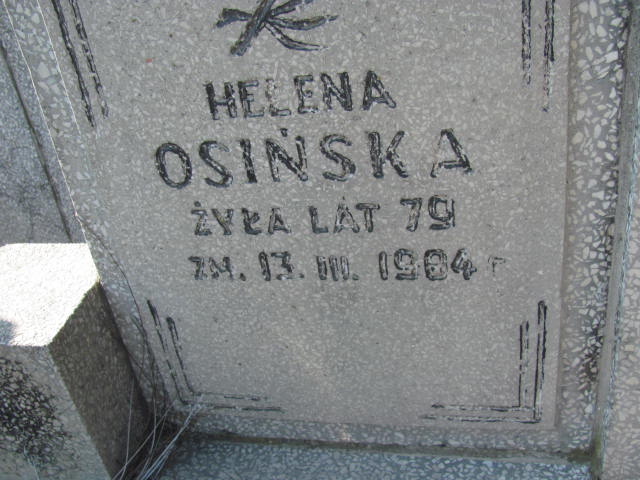 HELENA
OSIŃSKA
ŻYŁA LAT 79
ZM. 13. III. 1984 r